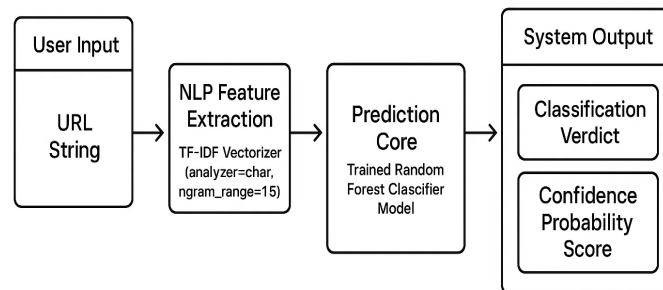 User Input
URL
String
NLP Feature
Extraction
TF-IDF Vectorizer
(analyzer=char,
ngram_range=15)
Prediction
Core
Trained Random
Forest Clascifier
Model
System Output
Classification
Verdict
Confidence
Probability
Score